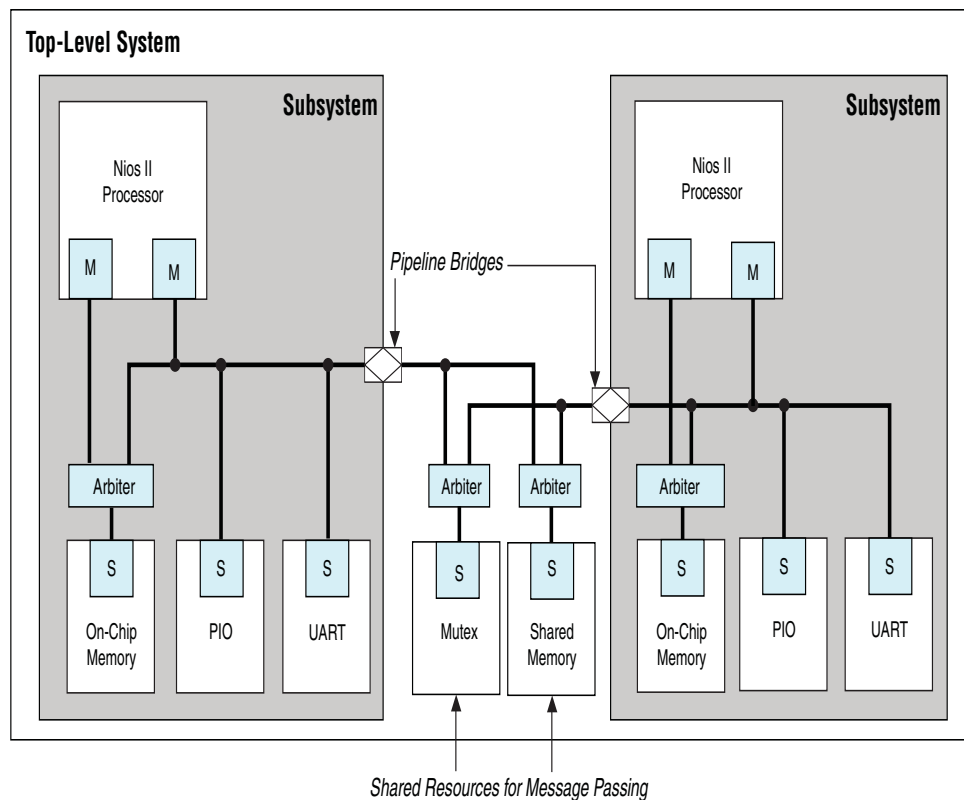 Top-Level System
Subsystem
Nios II
Processor
M
M
Arbiter
S
On-Chip
Memory
S
PIO
S
UART
Pipeline Bridges
Arbiter
Arbiter
S
Mutex
S
Shared
Memory
Subsystem
Nios II
Processor
M
M
Arbiter
S
On-Chip
Memory
S
PIO
S
UART
Shared Resources for Message Passing